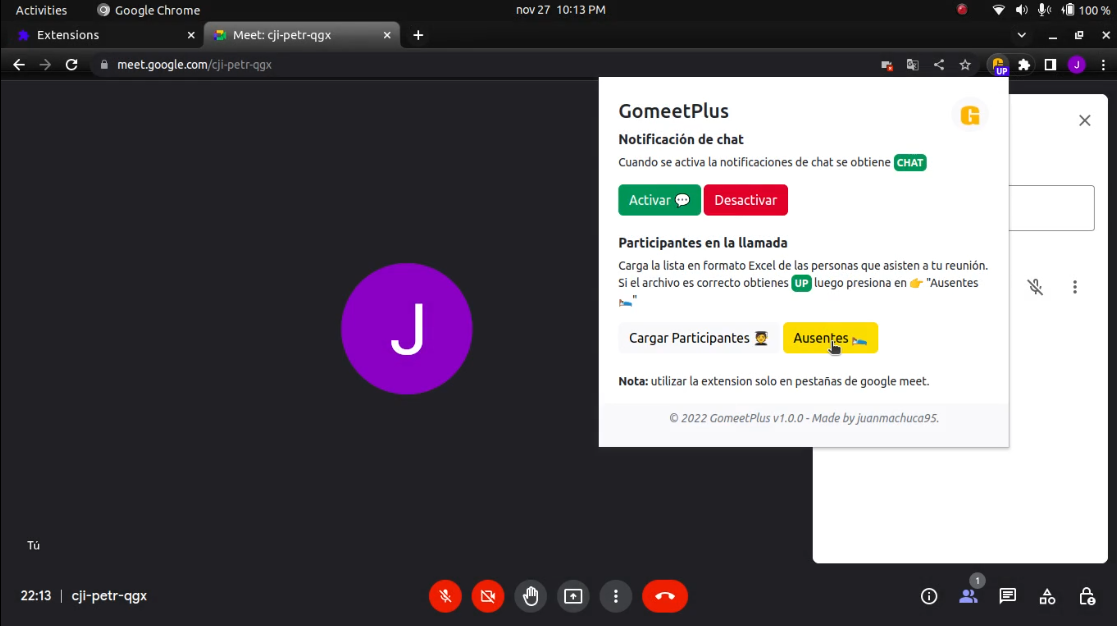 Activities
Google Chrome
nov 27 10:13 PM
100 %
Extensions
Meet: cji-petr-qgx
meet.google.com/cji-petr-qgx
UP
J
GomeetPlus
G
Notificación de chat
Cuando se activa la notificaciones de chat se obtiene CHAT
Activar
Desactivar
Participantes en la llamada
Carga la lista en formato Excel de las personas que asisten a tu reunión.
Si el archivo es correcto obtienes UP luego presiona en 👉 "Ausentes
🛌"
Cargar Participantes
Ausentes
Nota: utilizar la extension solo en pestañas de google meet.
© 2022 GomeetPlus v1.0.0 - Made by juanmachuca95.
J
Tú
22:13 | cji-petr-qgx
1